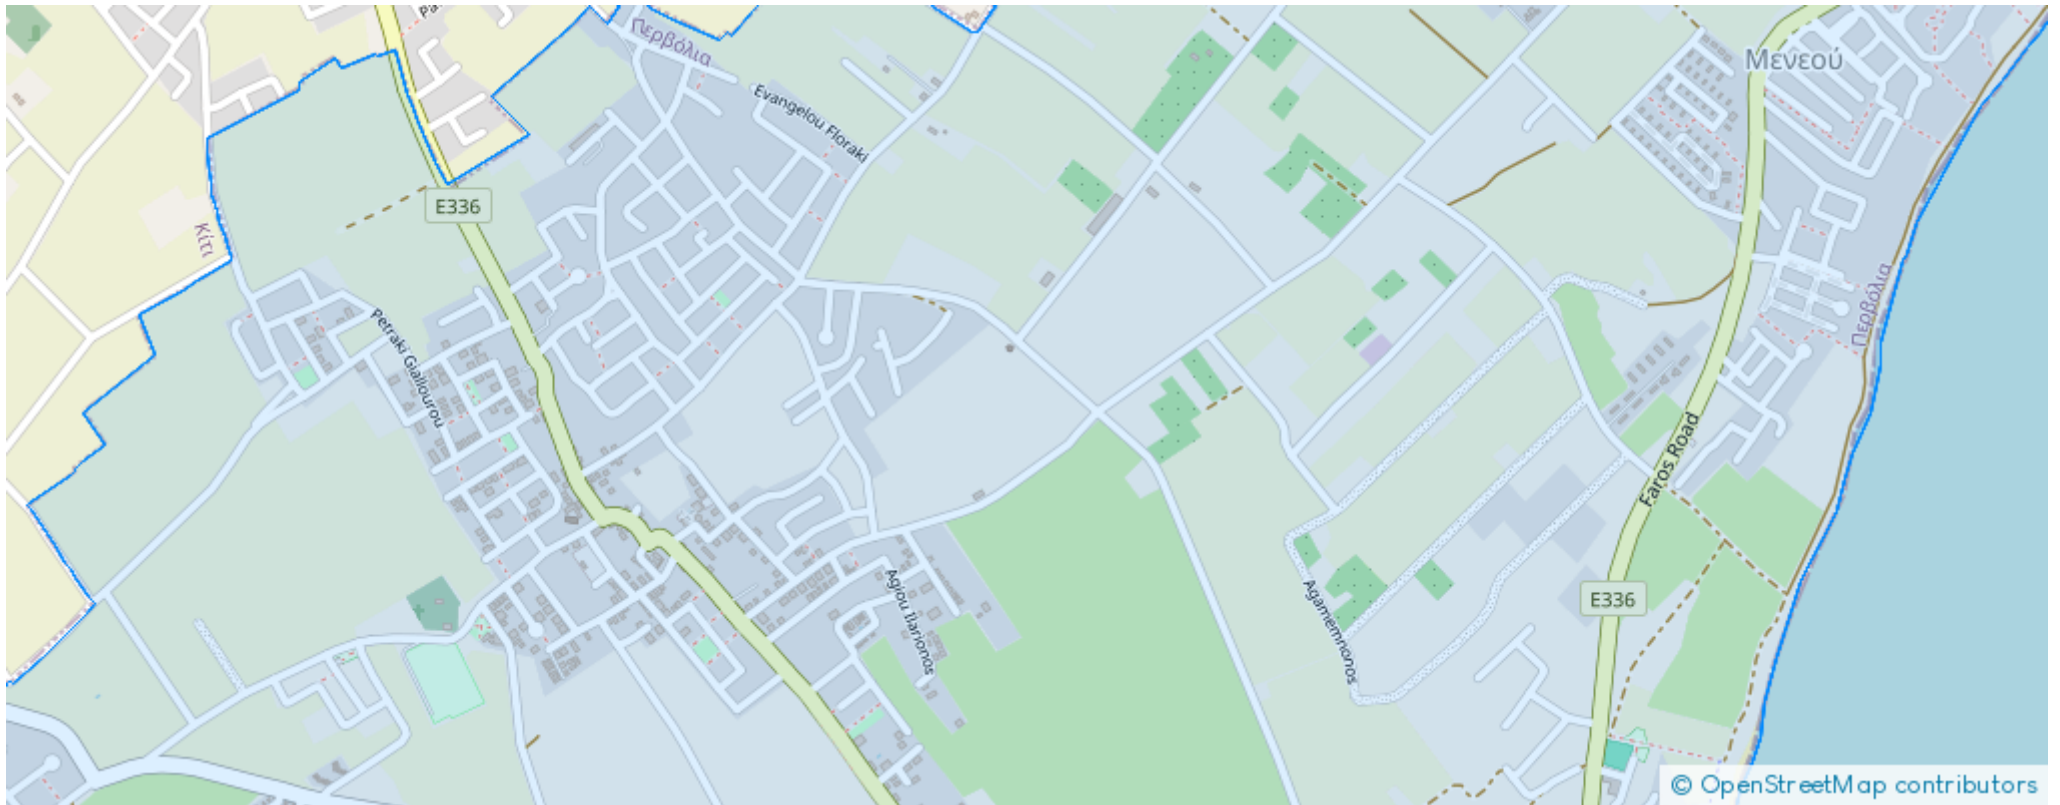 Περβόλια
Evangelou Floraki
Μενεού
E336
Κίτι
Petraki Giallourou
Περβόλια
Faros Road
Agiou Ilarionos
Agamemnonos
E336
© OpenStreetMap contributors